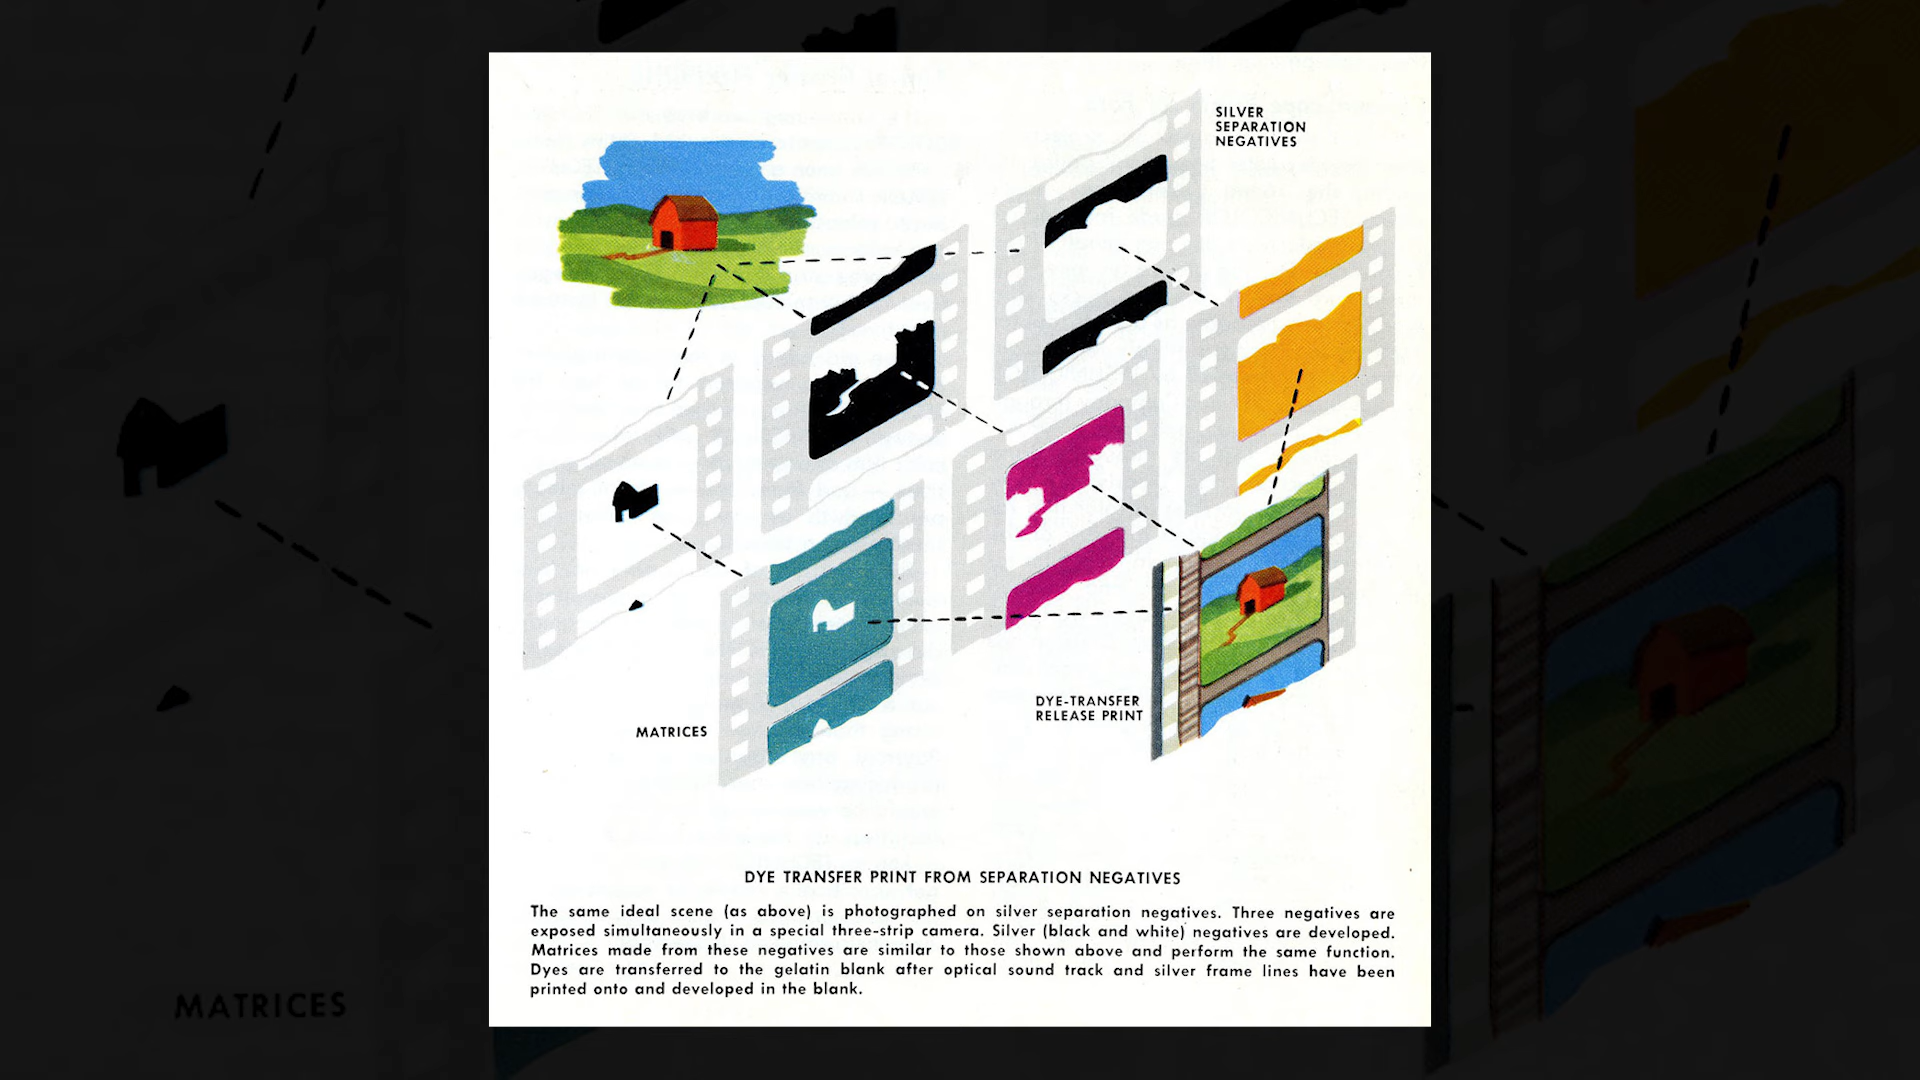 SILVER
SEPARATION
NEGATIVES
MATRICES
DYE-TRANSFER
RELEASE PRINT
DYE TRANSFER PRINT FROM SEPARATION NEGATIVES
The same ideal scene (as above) is photographed on silver separation negatives. Three negatives are
exposed simultaneously in a special three-strip camera. Silver (black and white) negatives are developed.
Matrices made from these negatives are similar to those shown above and perform the same function.
Dyes are transferred to the gelatin blank after optical sound track and silver frame lines have been
printed onto and developed in the blank.
MATRICES